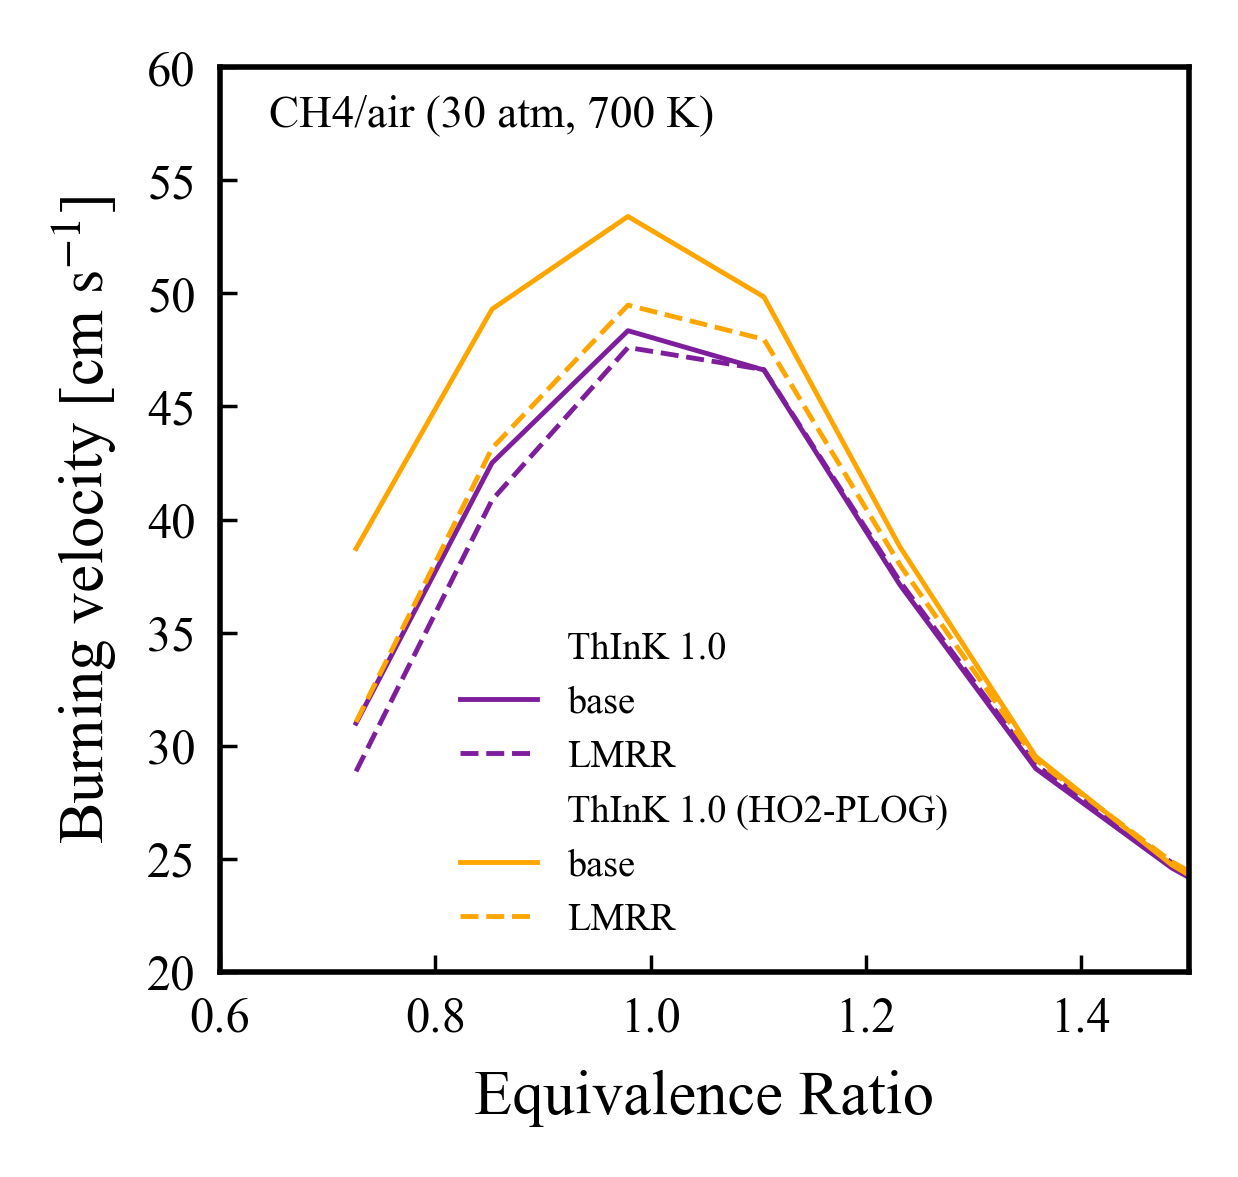 CH4/air (30 atm, 700 K)
60
55
50
45
40
35
30
25
20
Burning velocity [cm s⁻¹]
ThInK 1.0
base
LMRR
ThInK 1.0 (HO2-PLOG)
base
LMRR
0.6 0.8 1.0 1.2 1.4
Equivalence Ratio